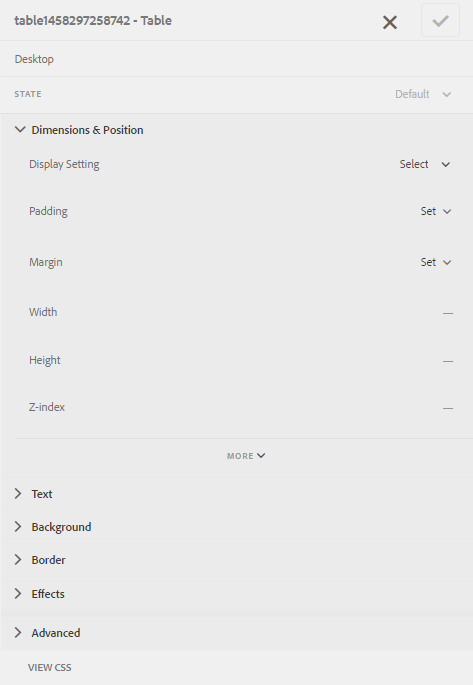 table1458297258742 - Table
Desktop
STATE Default
Dimensions & Position
Display Setting Select
Padding Set
Margin Set
Width —
Height —
Z-index —
MORE
Text
Background
Border
Effects
Advanced
VIEW CSS